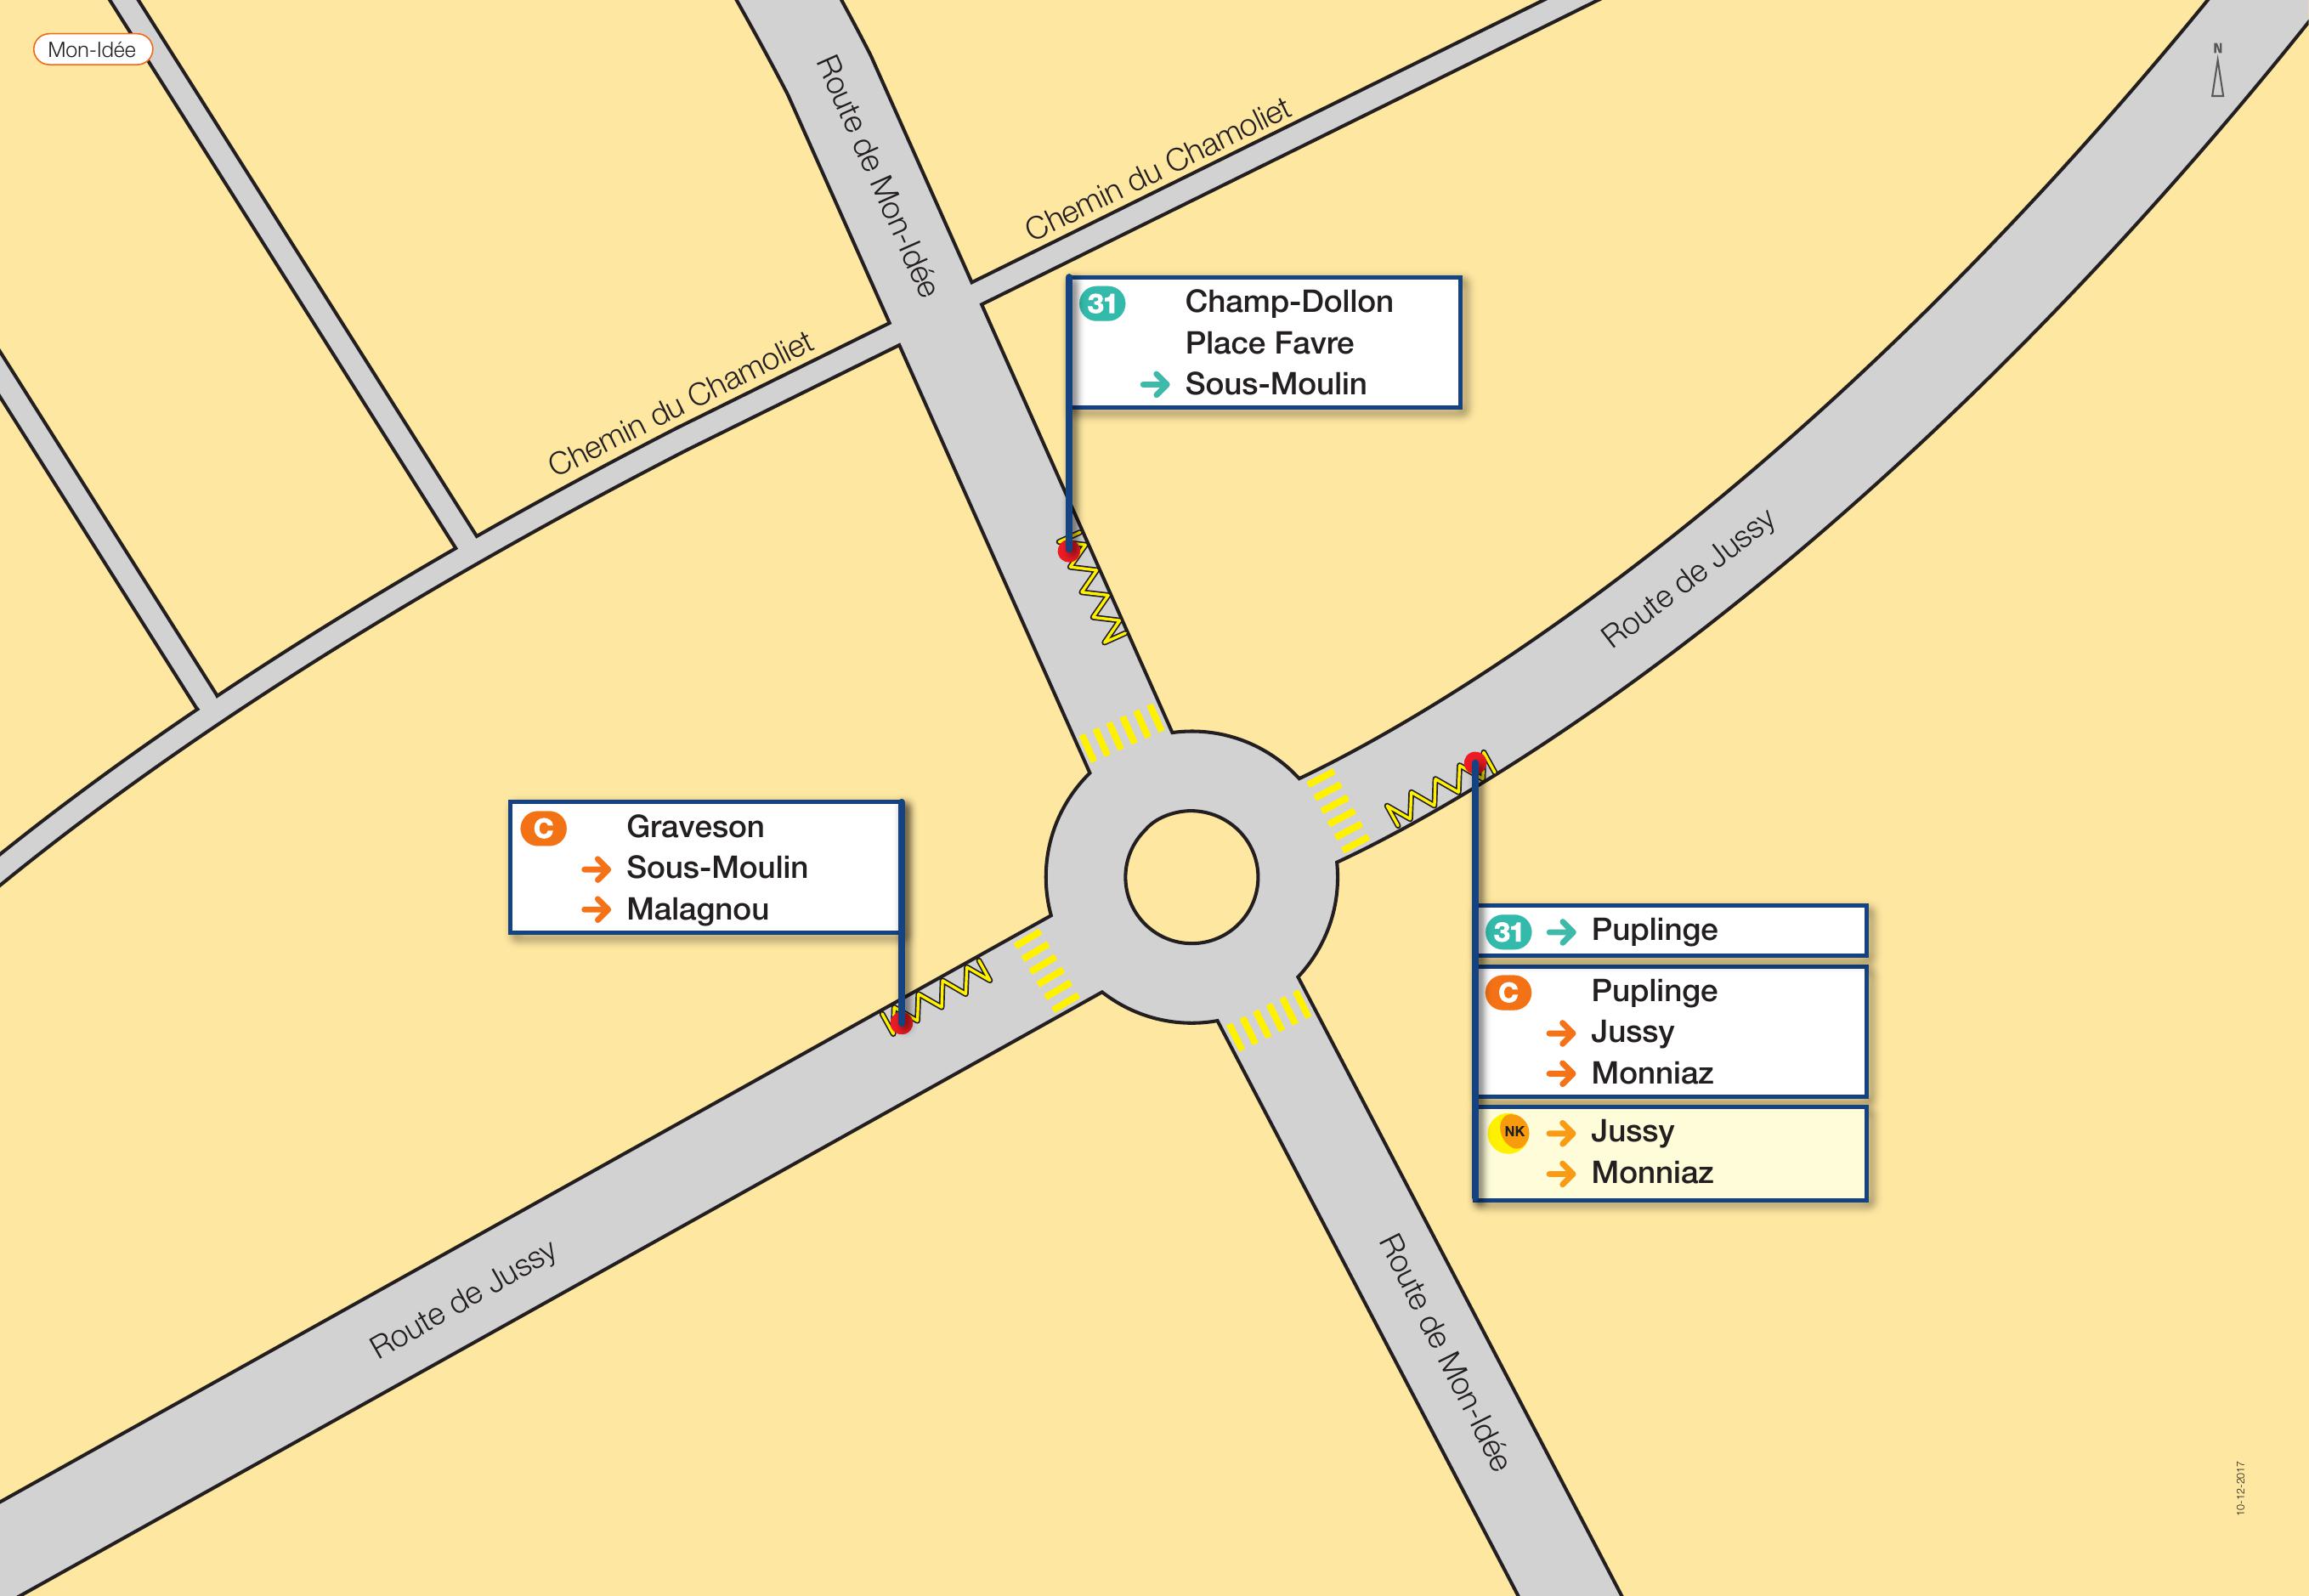 Mon-Idée
N
Route de Mon-Idée
Chemin du Chamoliet
Chemin du Chamoliet
31 Champ-Dollon
Place Favre
→ Sous-Moulin
Route de Jussy
C Graveson
→ Sous-Moulin
→ Malagnou
31 → Puplinge
C Puplinge
→ Jussy
→ Monniaz
NK → Jussy
→ Monniaz
Route de Jussy
Route de Mon-Idée
10-12-2017